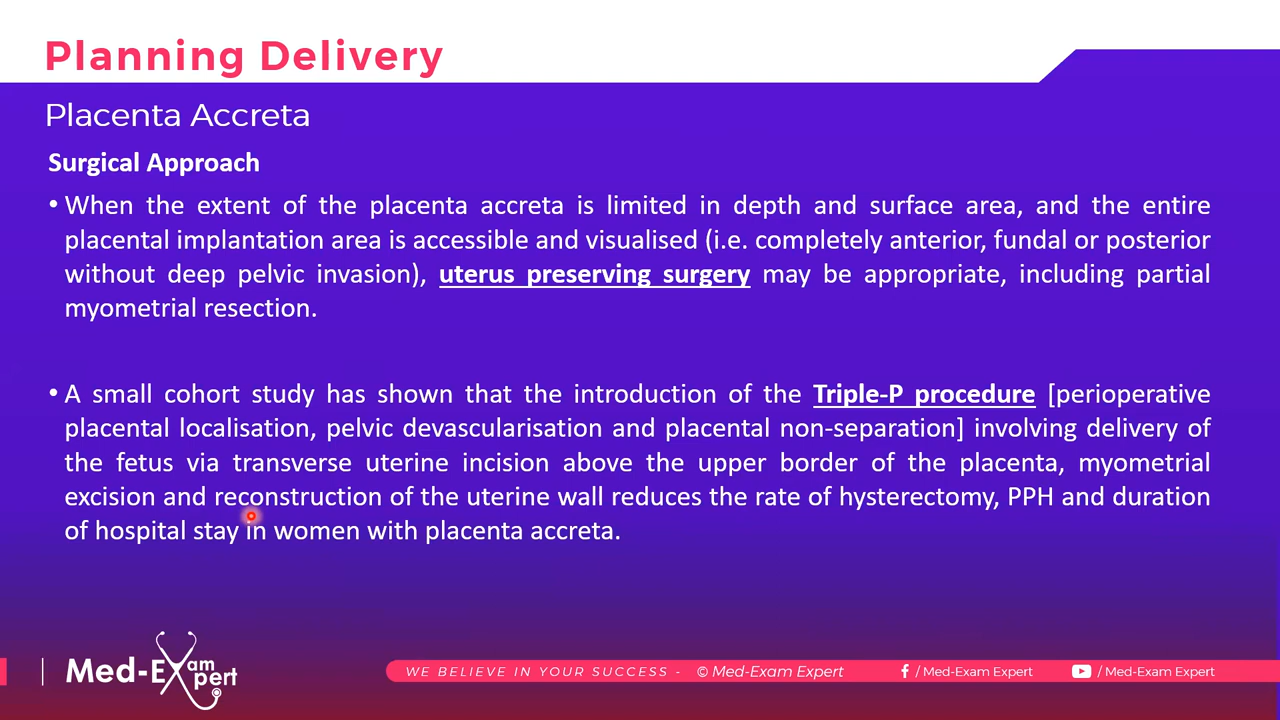 Planning Delivery
Placenta Accreta
Surgical Approach
• When the extent of the placenta accreta is limited in depth and surface area, and the entire
placental implantation area is accessible and visualised (i.e. completely anterior, fundal or posterior
without deep pelvic invasion), uterus preserving surgery may be appropriate, including partial
myometrial resection.
• A small cohort study has shown that the introduction of the Triple-P procedure [perioperative
placental localisation, pelvic devascularisation and placental non-separation] involving delivery of
the fetus via transverse uterine incision above the upper border of the placenta, myometrial
excision and reconstruction of the uterine wall reduces the rate of hysterectomy, PPH and duration
of hospital stay in women with placenta accreta.
Med-Exam Expert
WE BELIEVE IN YOUR SUCCESS - © Med-Exam Expert
/ Med-Exam Expert
/ Med-Exam Expert